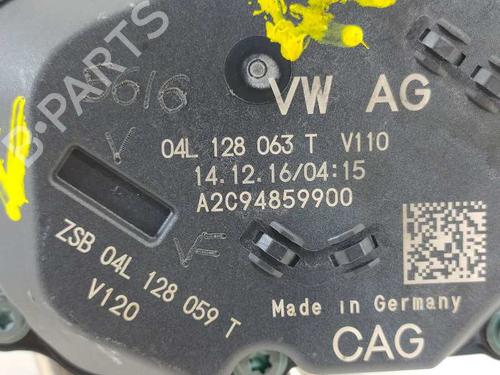 5616
VW AG
04L 128 063 T V110
14.12.16/04:15
A2C94859900
ZSB 04L 128 059 T
V120
Made in Germany
CAG
B-Parts